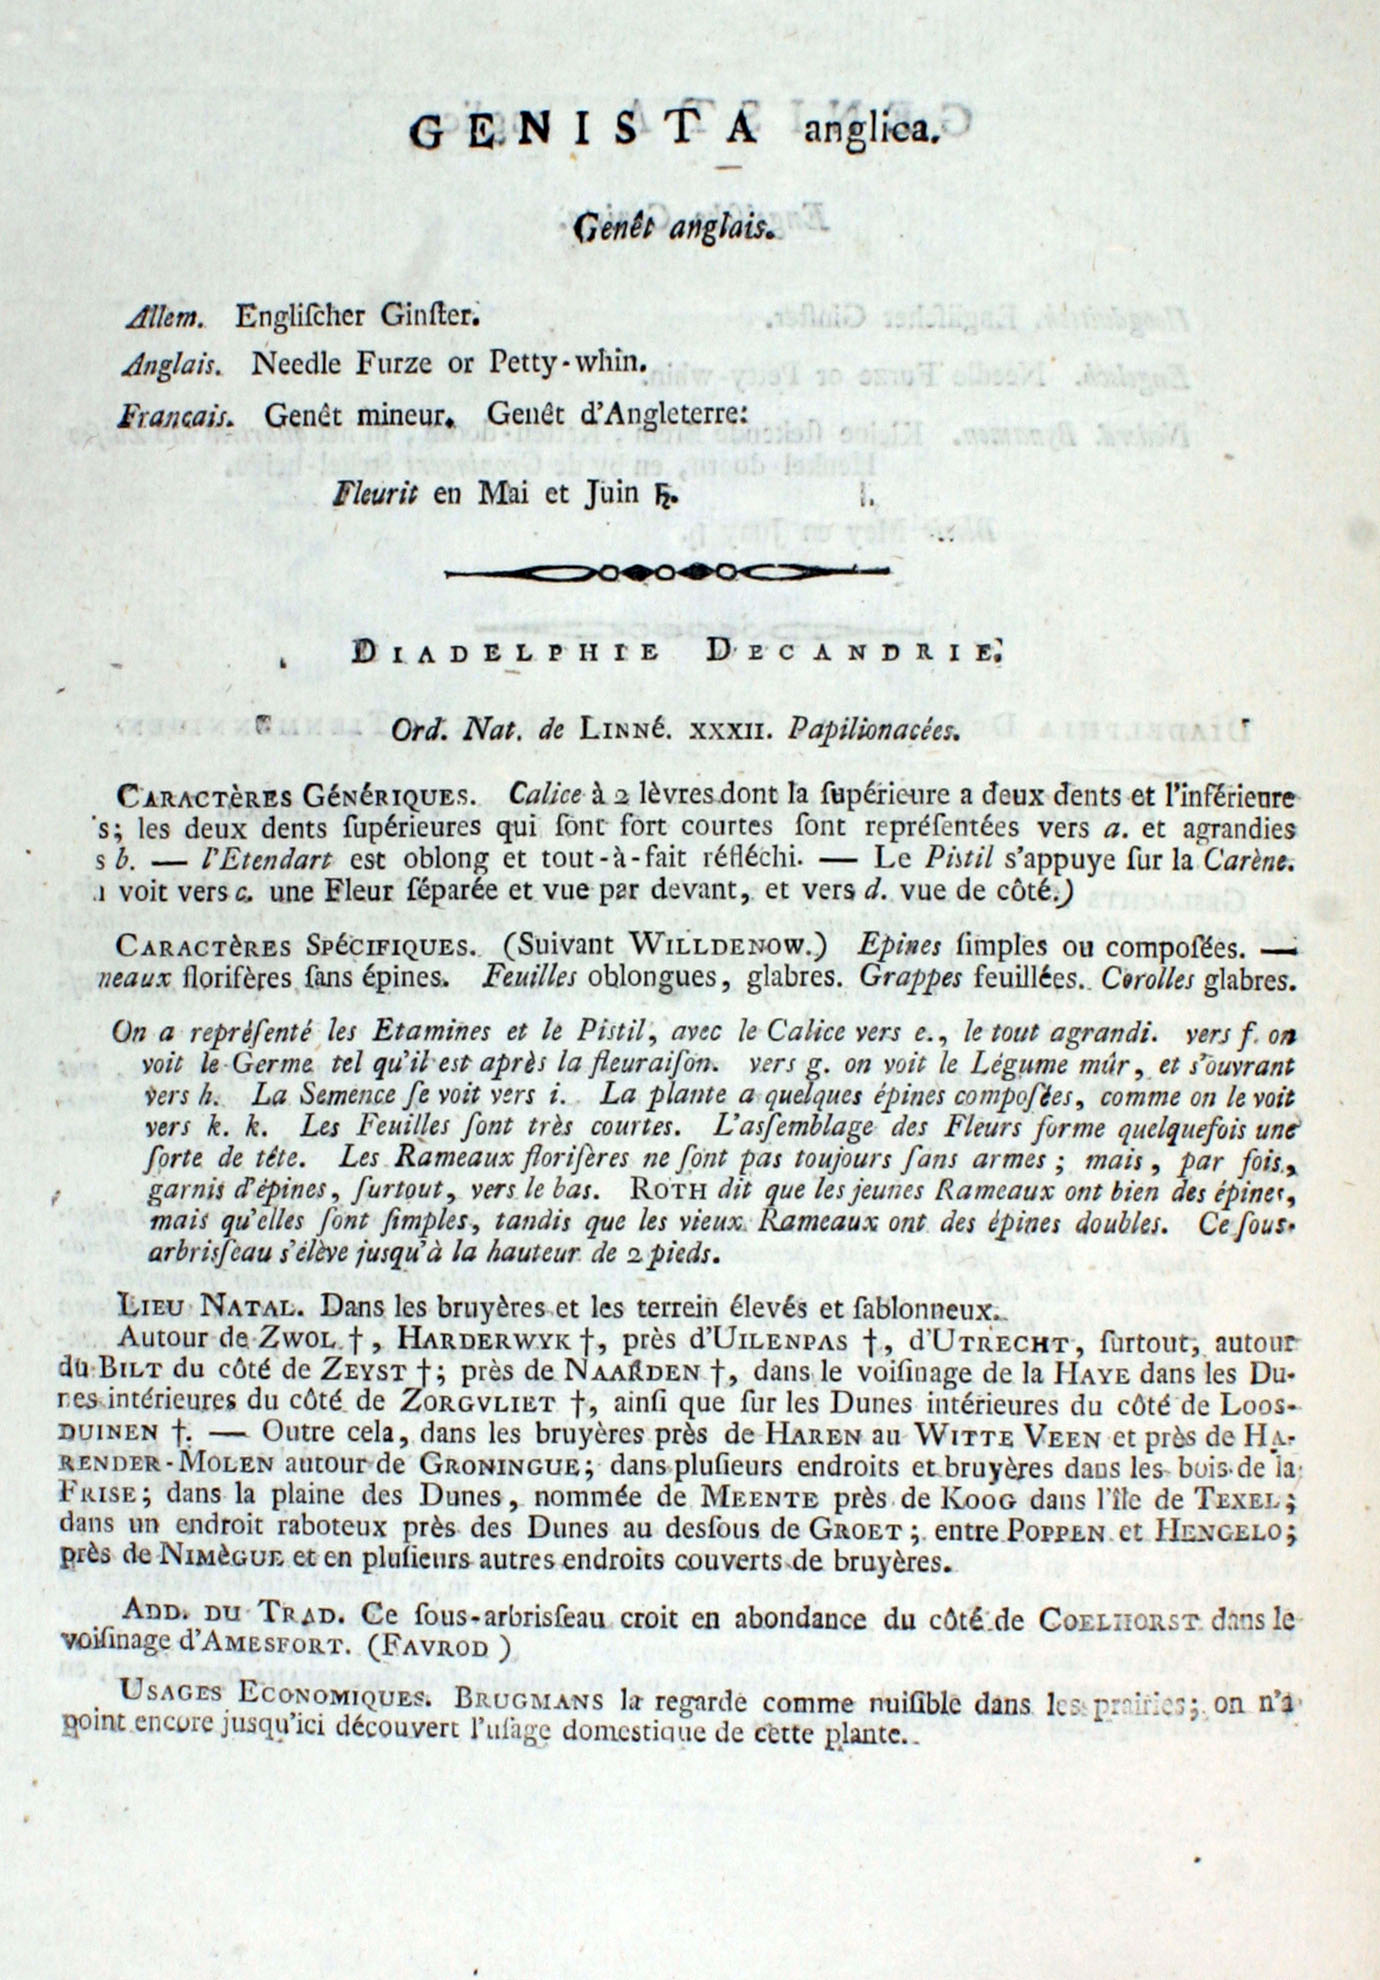 GENISTA anglica.
Genêt anglais.
Allem. Engliſcher Ginſter.
Anglais. Needle Furze or Petty-whin.
Francais. Genêt mineur. Genêt d'Angleterre:
Fleurit en Mai et Juin ♄.
DIADELPHIE DECANDRIE.
Ord. Nat. de LINNé. XXXII. Papilionacées.
CARACTèRES GéNéRIQUES. Calice à 2 lèvres dont la ſupérieure a deux dents et l'inférieure
s; les deux dents ſupérieures qui ſont fort courtes ſont repréſentées vers a. et agrandies
s b. — l'Etendart est oblong et tout-à-fait réfléchi. — Le Pistil s'appuye ſur la Carène.
voit vers c. une Fleur ſéparée et vue par devant, et vers d. vue de côté.)
CARACTèRES SPéCIFIQUES. (Suivant WILLDENOW.) Epines ſimples ou compoſées. —
neaux florifères ſans épines. Feuilles oblongues, glabres. Grappes feuillées. Corolles glabres.
On a repréſenté les Etamines et le Pistil, avec le Calice vers e., le tout agrandi. vers f. on
voit le Germe tel qu'il est après la fleuraiſon. vers g. on voit le Légume mûr, et s'ouvrant
vers h. La Semence ſe voit vers i. La plante a quelques épines compoſées, comme on le voit
vers k. k. Les Feuilles ſont très courtes. L'asſemblage des Fleurs forme quelquefois une
ſorte de tête. Les Rameaux florifères ne ſont pas toujours ſans armes; mais, par fois,
garnis d'épines, ſurtout, vers le bas. ROTH dit que les jeunes Rameaux ont bien des épines,
mais qu'elles ſont ſimples, tandis que les vieux Rameaux ont des épines doubles. Ce ſous-
arbrisſeau s'élève jusqu'à la hauteur de 2 pieds.
LIEU NATAL. Dans les bruyères et les terrein élevés et ſablonneux.
Autour de ZWOL †, HARDERWYK †, près d'UILENPAS †, d'UTRECHT, ſurtout, autour
du BILT du côté de ZEYST †; près de NAARDEN †, dans le voiſinage de la HAYE dans les Du-
nes intérieures du côté de ZORGVLIET †, ainſi que ſur les Dunes intérieures du côté de LOOS-
DUINEN †. — Outre cela, dans les bruyères près de HAREN au WITTE VEEN et près de HA-
RENDER-MOLEN autour de GRONINGUE; dans pluſieurs endroits et bruyères dans les bois de la
FRISE; dans la plaine des Dunes, nommée de MEENTE près de KOOG dans l'île de TEXEL;
dans un endroit raboteux près des Dunes au desſous de GROET; entre POPPEN et HENGELO;
près de NIMèGUE et en pluſieurs autres endroits couverts de bruyères.
ADD. DU TRAD. Ce ſous-arbrisſeau croit en abondance du côté de COELHORST dans le
voiſinage d'AMESFORT. (FAVROD)
USAGES ECONOMIQUES. BRUGMANS la regarde comme nuiſible dans les prairies; on n'a
point encore jusqu'ici découvert l'uſage domestique de cette plante.